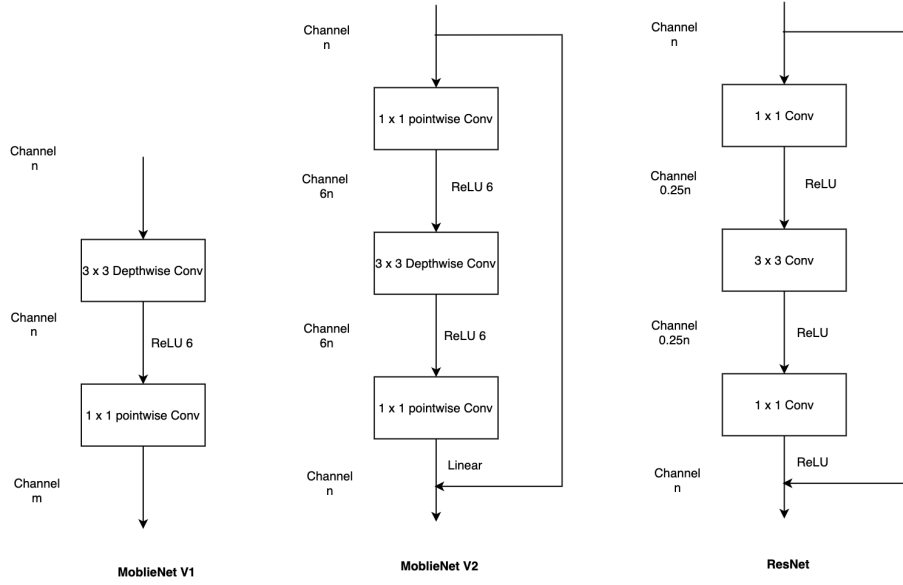 Channel
n
3 x 3 Depthwise Conv
Channel
n
ReLU 6
1 x 1 pointwise Conv
Channel
m
MoblieNet V1
Channel
n
1 x 1 pointwise Conv
Channel
6n
ReLU 6
3 x 3 Depthwise Conv
Channel
6n
ReLU 6
1 x 1 pointwise Conv
Linear
Channel
n
MoblieNet V2
Channel
n
1 x 1 Conv
Channel
0.25n
ReLU
3 x 3 Conv
Channel
0.25n
ReLU
1 x 1 Conv
ReLU
Channel
n
ResNet